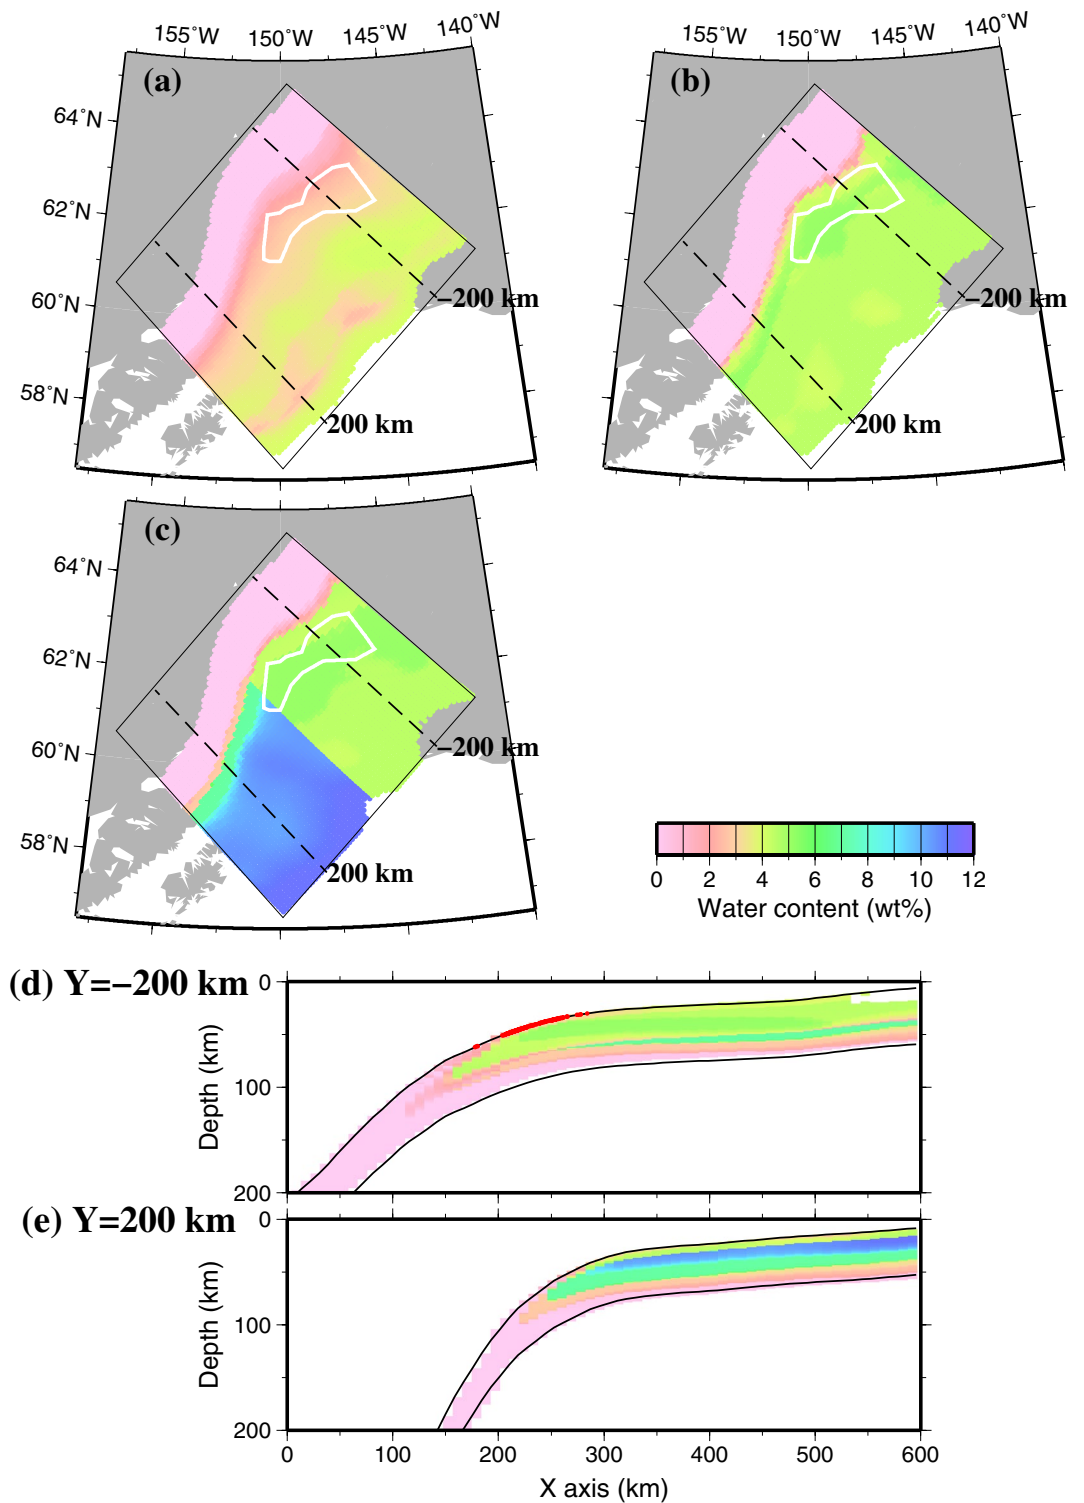 155˚W 150˚W 145˚W 140˚W
(a)
64˚N
62˚N
60˚N
58˚N
−200 km
200 km
155˚W 150˚W 145˚W 140˚W
(b)
−200 km
200 km
(c)
64˚N
62˚N
60˚N
58˚N
−200 km
200 km
0 2 4 6 8 10 12
Water content (wt%)
(d) Y=−200 km
0
100
200
Depth (km)
(e) Y=200 km
0
100
200
Depth (km)
0 100 200 300 400 500 600
X axis (km)